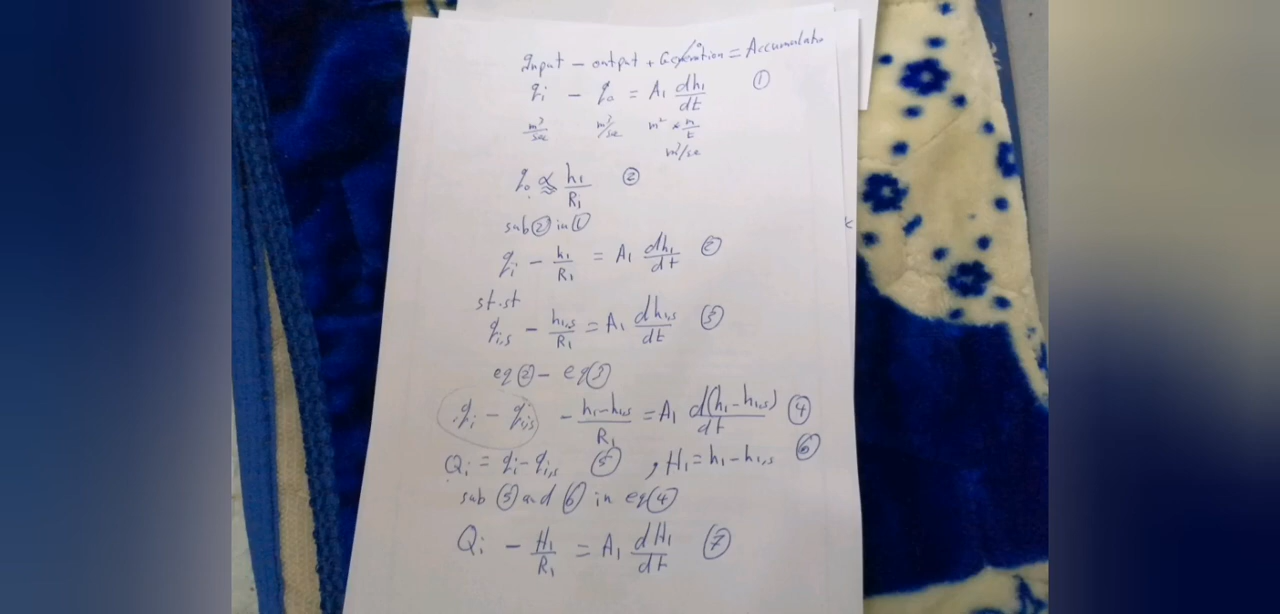 Input − output + Generation = Accumulatio
qi − qo = A1 dh1/dt ①
m³/sec m³/se m² * m/t
m³/se
qo ∝ h1/R1 ②
sub ② in ①
qi − h1/R1 = A1 dh1/dt ②
st.st
qi,s − h1,s/R1 = A1 dh1,s/dt ③
eq ② − eq ③
qi − qi,s − h1−h1,s/R1 = A1 d(h1−h1,s)/dt ④
Qi = qi − qi,s ⑤ , H1 = h1 − h1,s ⑥
sub ⑤ and ⑥ in eq ④
Qi − H1/R1 = A1 dH1/dt ⑦